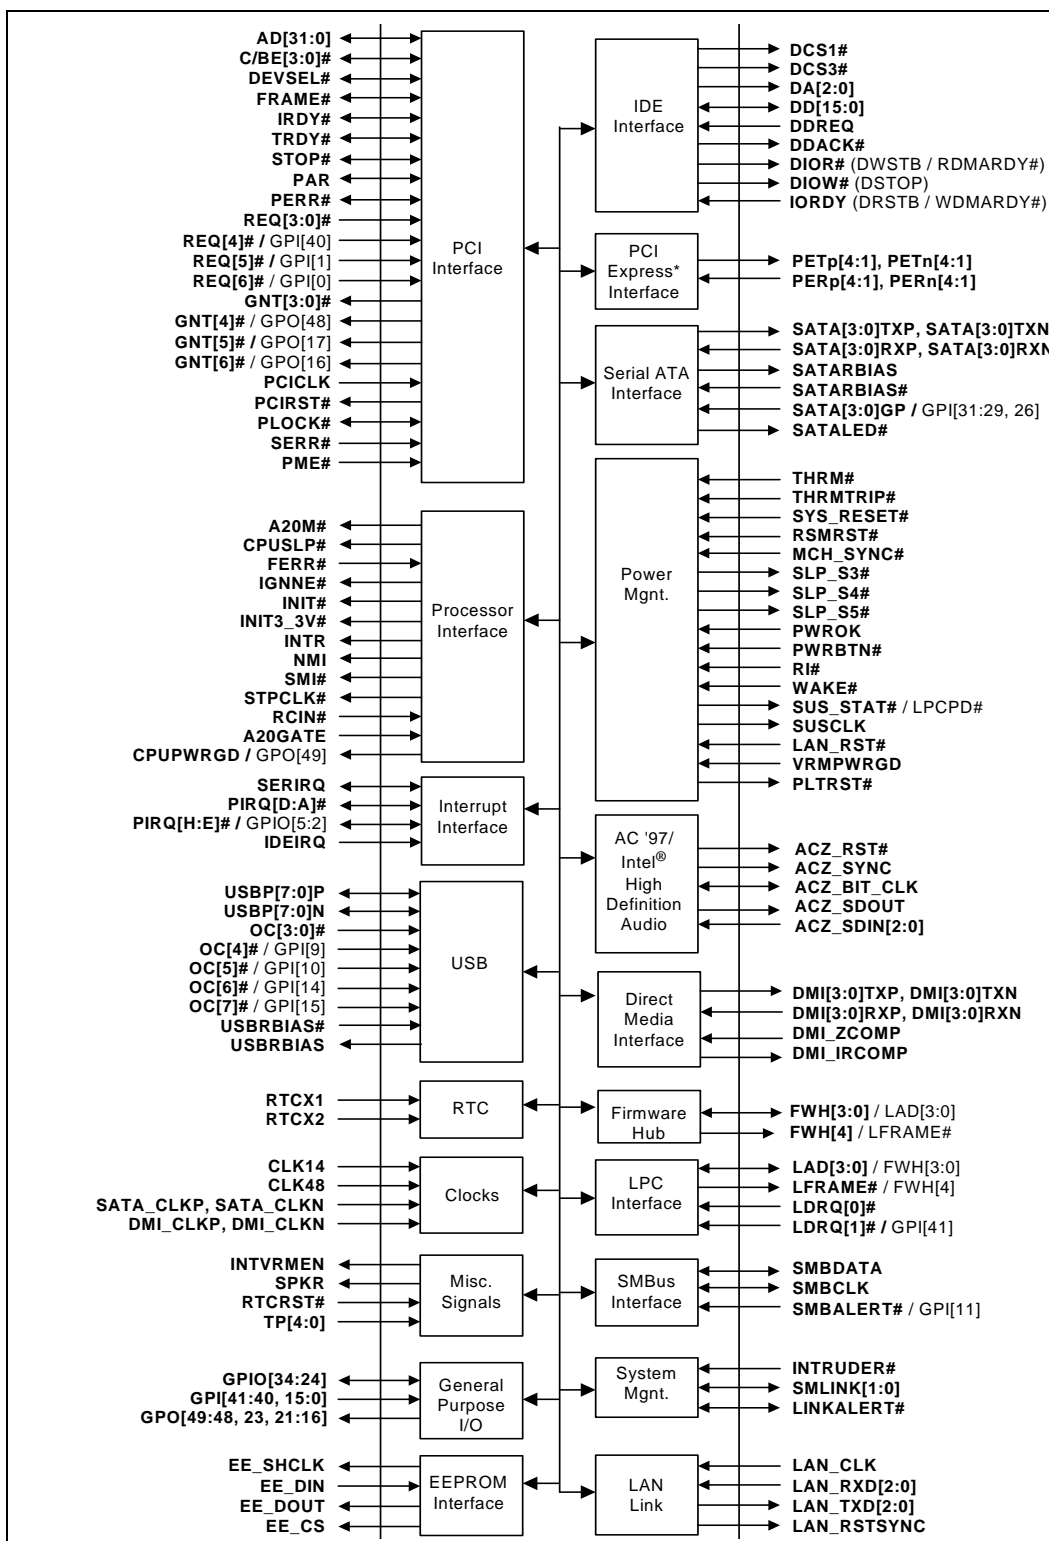 AD[31:0]
C/BE[3:0]#
DEVSEL#
FRAME#
IRDY#
TRDY#
STOP#
PAR
PERR#
REQ[3:0]#
REQ[4]# / GPI[40]
REQ[5]# / GPI[1]
REQ[6]# / GPI[0]
GNT[3:0]#
GNT[4]# / GPO[48]
GNT[5]# / GPO[17]
GNT[6]# / GPO[16]
PCICLK
PCIRST#
PLOCK#
SERR#
PME#
PCI
Interface
A20M#
CPUSLP#
FERR#
IGNNE#
INIT#
INIT3_3V#
INTR
NMI
SMI#
STPCLK#
RCIN#
A20GATE
CPUPWRGD / GPO[49]
Processor
Interface
SERIRQ
PIRQ[D:A]#
PIRQ[H:E]# / GPIO[5:2]
IDEIRQ
Interrupt
Interface
USBP[7:0]P
USBP[7:0]N
OC[3:0]#
OC[4]# / GPI[9]
OC[5]# / GPI[10]
OC[6]# / GPI[14]
OC[7]# / GPI[15]
USBRBIAS#
USBRBIAS
USB
RTCX1
RTCX2
RTC
CLK14
CLK48
SATA_CLKP, SATA_CLKN
DMI_CLKP, DMI_CLKN
Clocks
INTVRMEN
SPKR
RTCRST#
TP[4:0]
Misc.
Signals
GPIO[34:24]
GPI[41:40, 15:0]
GPO[49:48, 23, 21:16]
General
Purpose
I/O
EE_SHCLK
EE_DIN
EE_DOUT
EE_CS
EEPROM
Interface
IDE
Interface
DCS1#
DCS3#
DA[2:0]
DD[15:0]
DDREQ
DDACK#
DIOR# (DWSTB / RDMARDY#)
DIOW# (DSTOP)
IORDY (DRSTB / WDMARDY#)
PCI
Express*
Interface
PETp[4:1], PETn[4:1]
PERp[4:1], PERn[4:1]
Serial ATA
Interface
SATA[3:0]TXP, SATA[3:0]TXN
SATA[3:0]RXP, SATA[3:0]RXN
SATARBIAS
SATARBIAS#
SATA[3:0]GP / GPI[31:29, 26]
SATALED#
Power
Mgnt.
THRM#
THRMTRIP#
SYS_RESET#
RSMRST#
MCH_SYNC#
SLP_S3#
SLP_S4#
SLP_S5#
PWROK
PWRBTN#
RI#
WAKE#
SUS_STAT# / LPCPD#
SUSCLK
LAN_RST#
VRMPWRGD
PLTRST#
AC '97/
Intel®
High
Definition
Audio
ACZ_RST#
ACZ_SYNC
ACZ_BIT_CLK
ACZ_SDOUT
ACZ_SDIN[2:0]
Direct
Media
Interface
DMI[3:0]TXP, DMI[3:0]TXN
DMI[3:0]RXP, DMI[3:0]RXN
DMI_ZCOMP
DMI_IRCOMP
Firmware
Hub
FWH[3:0] / LAD[3:0]
FWH[4] / LFRAME#
LPC
Interface
LAD[3:0] / FWH[3:0]
LFRAME# / FWH[4]
LDRQ[0]#
LDRQ[1]# / GPI[41]
SMBus
Interface
SMBDATA
SMBCLK
SMBALERT# / GPI[11]
System
Mgnt.
INTRUDER#
SMLINK[1:0]
LINKALERT#
LAN
Link
LAN_CLK
LAN_RXD[2:0]
LAN_TXD[2:0]
LAN_RSTSYNC